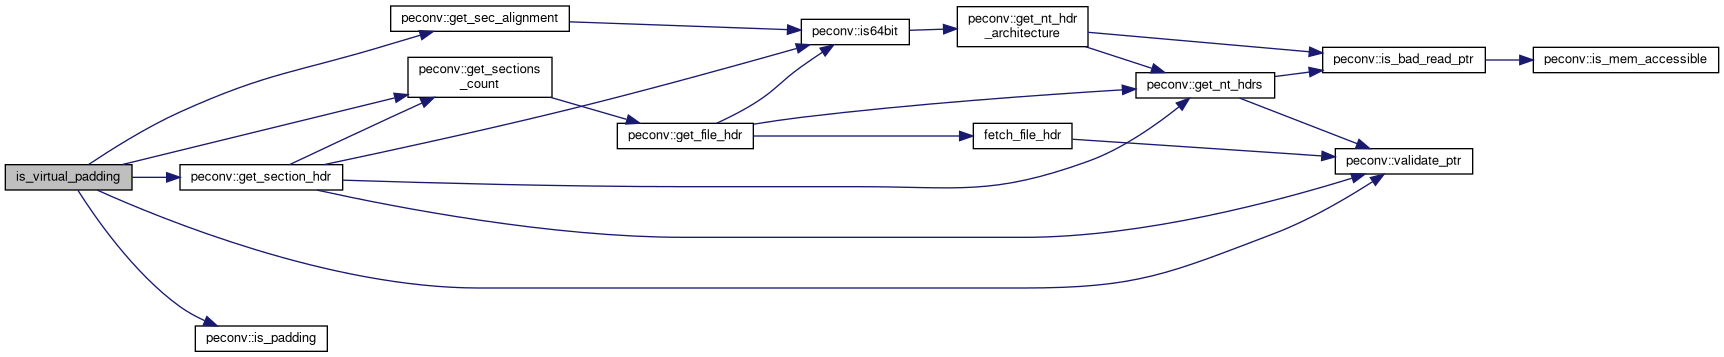 peconv::get_sec_alignment
peconv::get_nt_hdr
_architecture
peconv::is64bit
peconv::is_bad_read_ptr
peconv::is_mem_accessible
peconv::get_sections
_count
peconv::get_nt_hdrs
peconv::get_file_hdr
fetch_file_hdr
peconv::validate_ptr
is_virtual_padding
peconv::get_section_hdr
peconv::is_padding